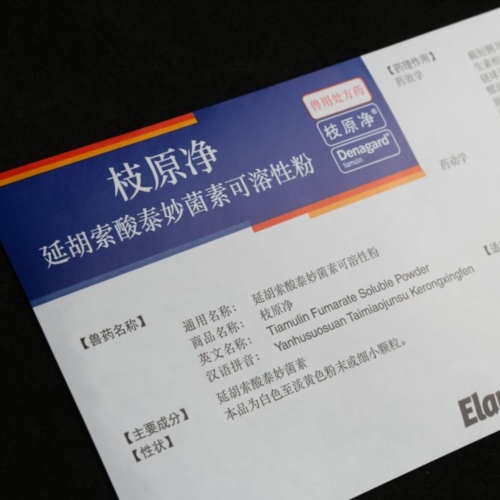 兽用处方药
枝原净®
Denagard®
tiamulin
枝原净
延胡索酸泰妙菌素可溶性粉
【兽药名称】
通用名称: 延胡索酸泰妙菌素可溶性粉
商品名称: 枝原净
英文名称: Tiamulin Fumarate Soluble Powder
汉语拼音: Yanhusuosuan Taimiaojunsu Kerongxingfen
【主要成分】 延胡索酸泰妙菌素
【性状】 本品为白色至淡黄色粉末或细小颗粒。
【药理作用】
药效学
药动学